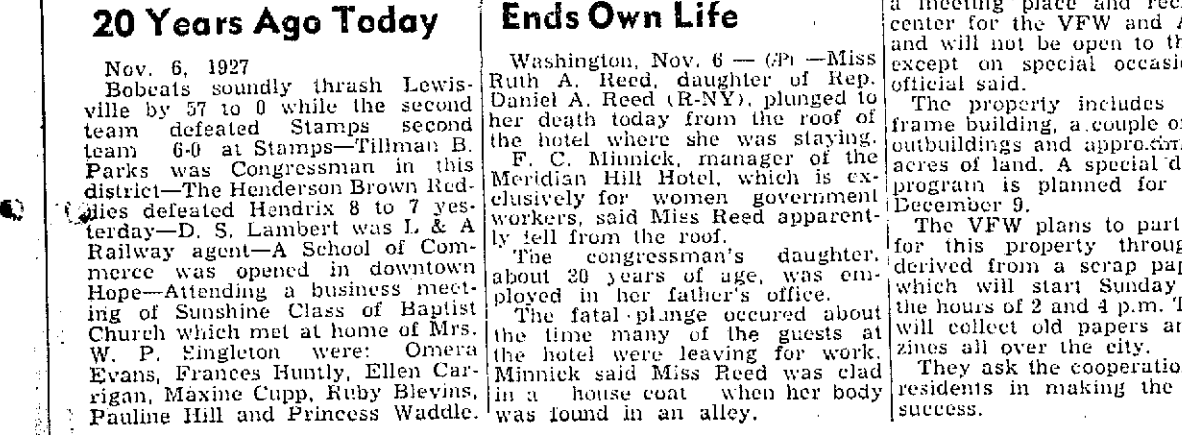 20 Years Ago Today
Nov. 6, 1927
Bobcats soundly thrash Lewis-
ville by 57 to 0 while the second
team defeated Stamps second
team 6-0 at Stamps—Tillman B.
Parks was Congressman in this
district—The Henderson Brown Red-
dies defeated Hendrix 8 to 7 yes-
terday—D. S. Lambert was L & A
Railway agent—A School of Com-
merce was opened in downtown
Hope—Attending a business meet-
ing of Sunshine Class of Baptist
Church which met at home of Mrs.
W. P. Singleton were: Omera
Evans, Frances Huntly, Ellen Car-
rigan, Maxine Cupp, Ruby Blevins,
Pauline Hill and Princess Waddle.
Ends Own Life
Washington, Nov. 6 — (AP) —Miss
Ruth A. Reed, daughter of Rep.
Daniel A. Reed (R-NY), plunged to
her death today from the roof of
the hotel where she was staying.
F. C. Minnick, manager of the
Meridian Hill Hotel, which is ex-
clusively for women government
workers, said Miss Reed apparent-
ly fell from the roof.
The congressman's daughter,
about 30 years of age, was em-
ployed in her father's office.
The fatal plunge occured about
the time many of the guests at
the hotel were leaving for work.
Minnick said Miss Reed was clad
in a house coat when her body
was found in an alley.
a meeting place and rec
center for the VFW and A
and will not be open to th
except on special occasi
official said.
The property includes
frame building, a couple o
outbuildings and approxim
acres of land. A special d
program is planned for
December 9.
The VFW plans to part
for this property throug
derived from a scrap pap
which will start Sunday
the hours of 2 and 4 p.m. T
will collect old papers an
zines all over the city.
They ask the cooperatio
residents in making the
success.